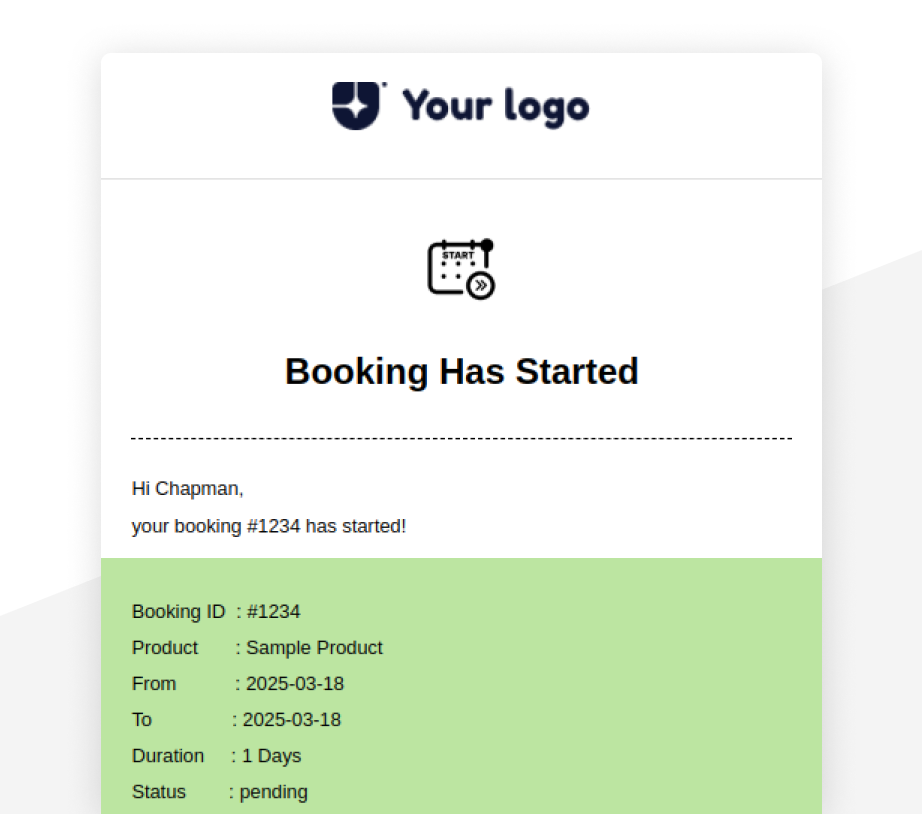 Your logo
START
Booking Has Started
Hi Chapman,
your booking #1234 has started!
Booking ID : #1234
Product : Sample Product
From : 2025-03-18
To : 2025-03-18
Duration : 1 Days
Status : pending